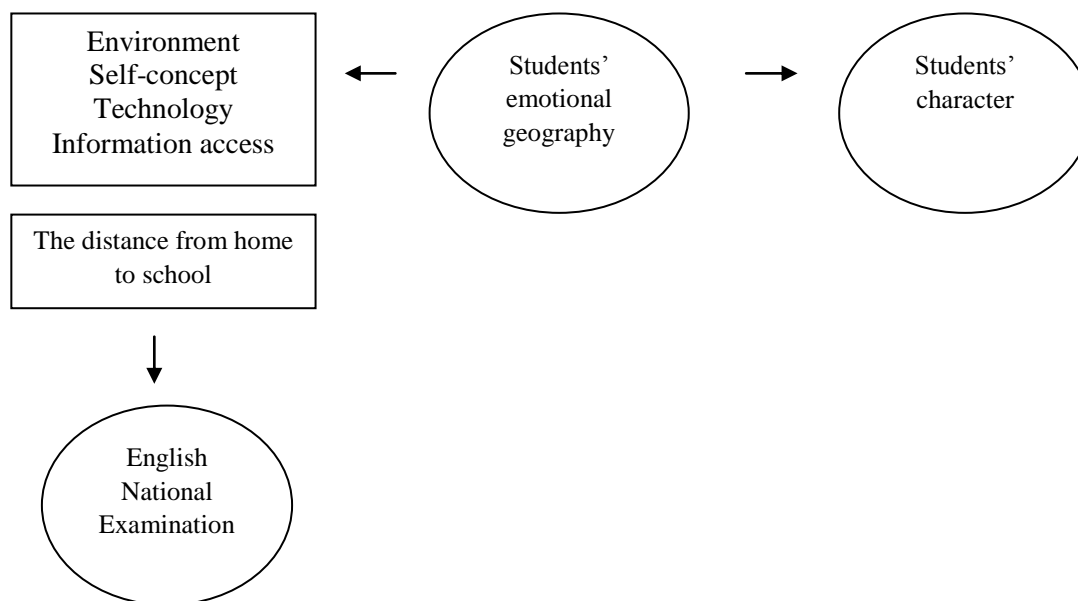 Environment
Self-concept
Technology
Information access
Students’
emotional
geography
Students’
character
The distance from home
to school
English
National
Examination